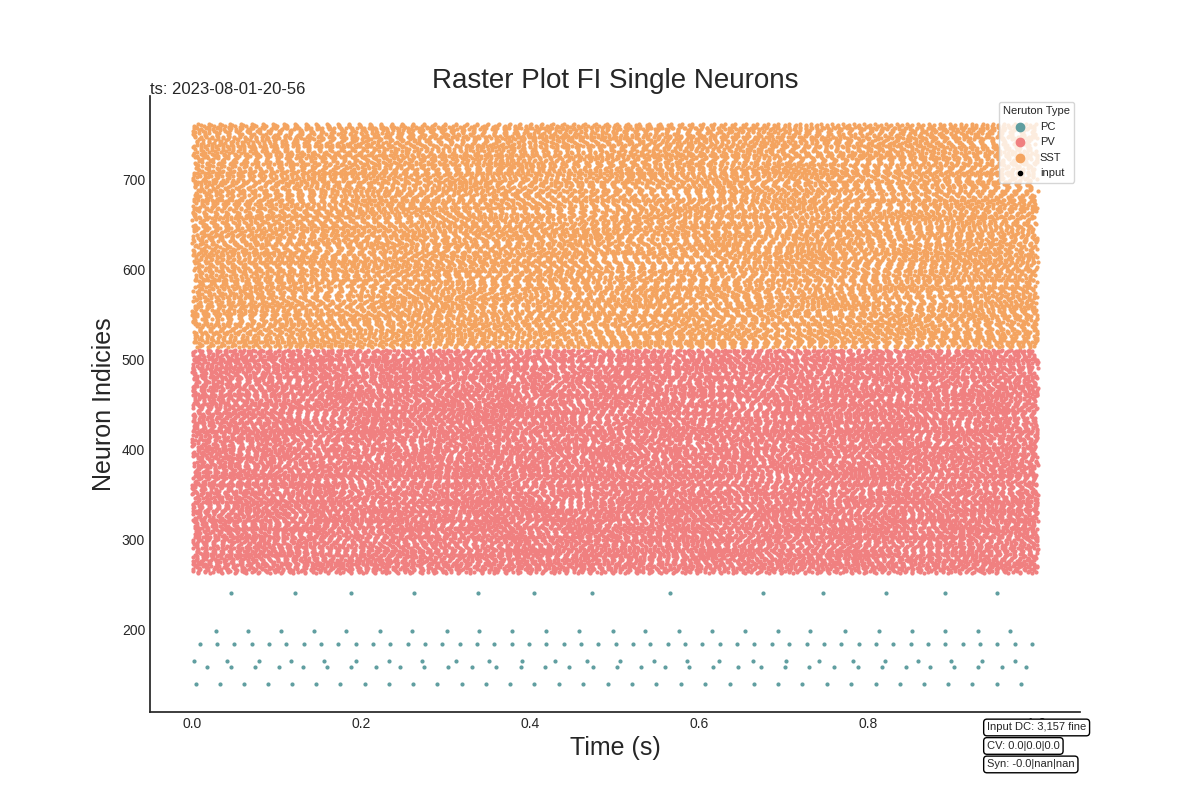 Raster Plot FI Single Neurons
ts: 2023-08-01-20-56
Neruton Type
PC
PV
SST
input
Neuron Indicies
700
600
500
400
300
200
0.0 0.2 0.4 0.6 0.8
Time (s)
Input DC: 3,157 fine
CV: 0.0|0.0|0.0
Syn: -0.0|nan|nan